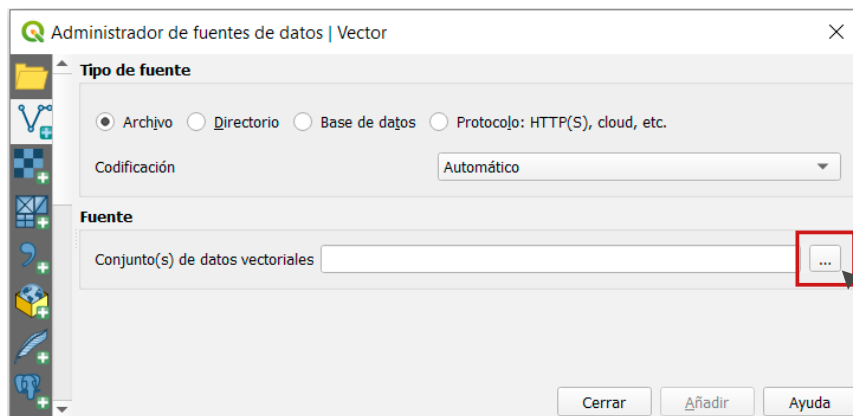 Administrador de fuentes de datos | Vector
Tipo de fuente
Archivo Directorio Base de datos Protocolo: HTTP(S), cloud, etc.
Codificación Automático
Fuente
Conjunto(s) de datos vectoriales ...
Cerrar Añadir Ayuda